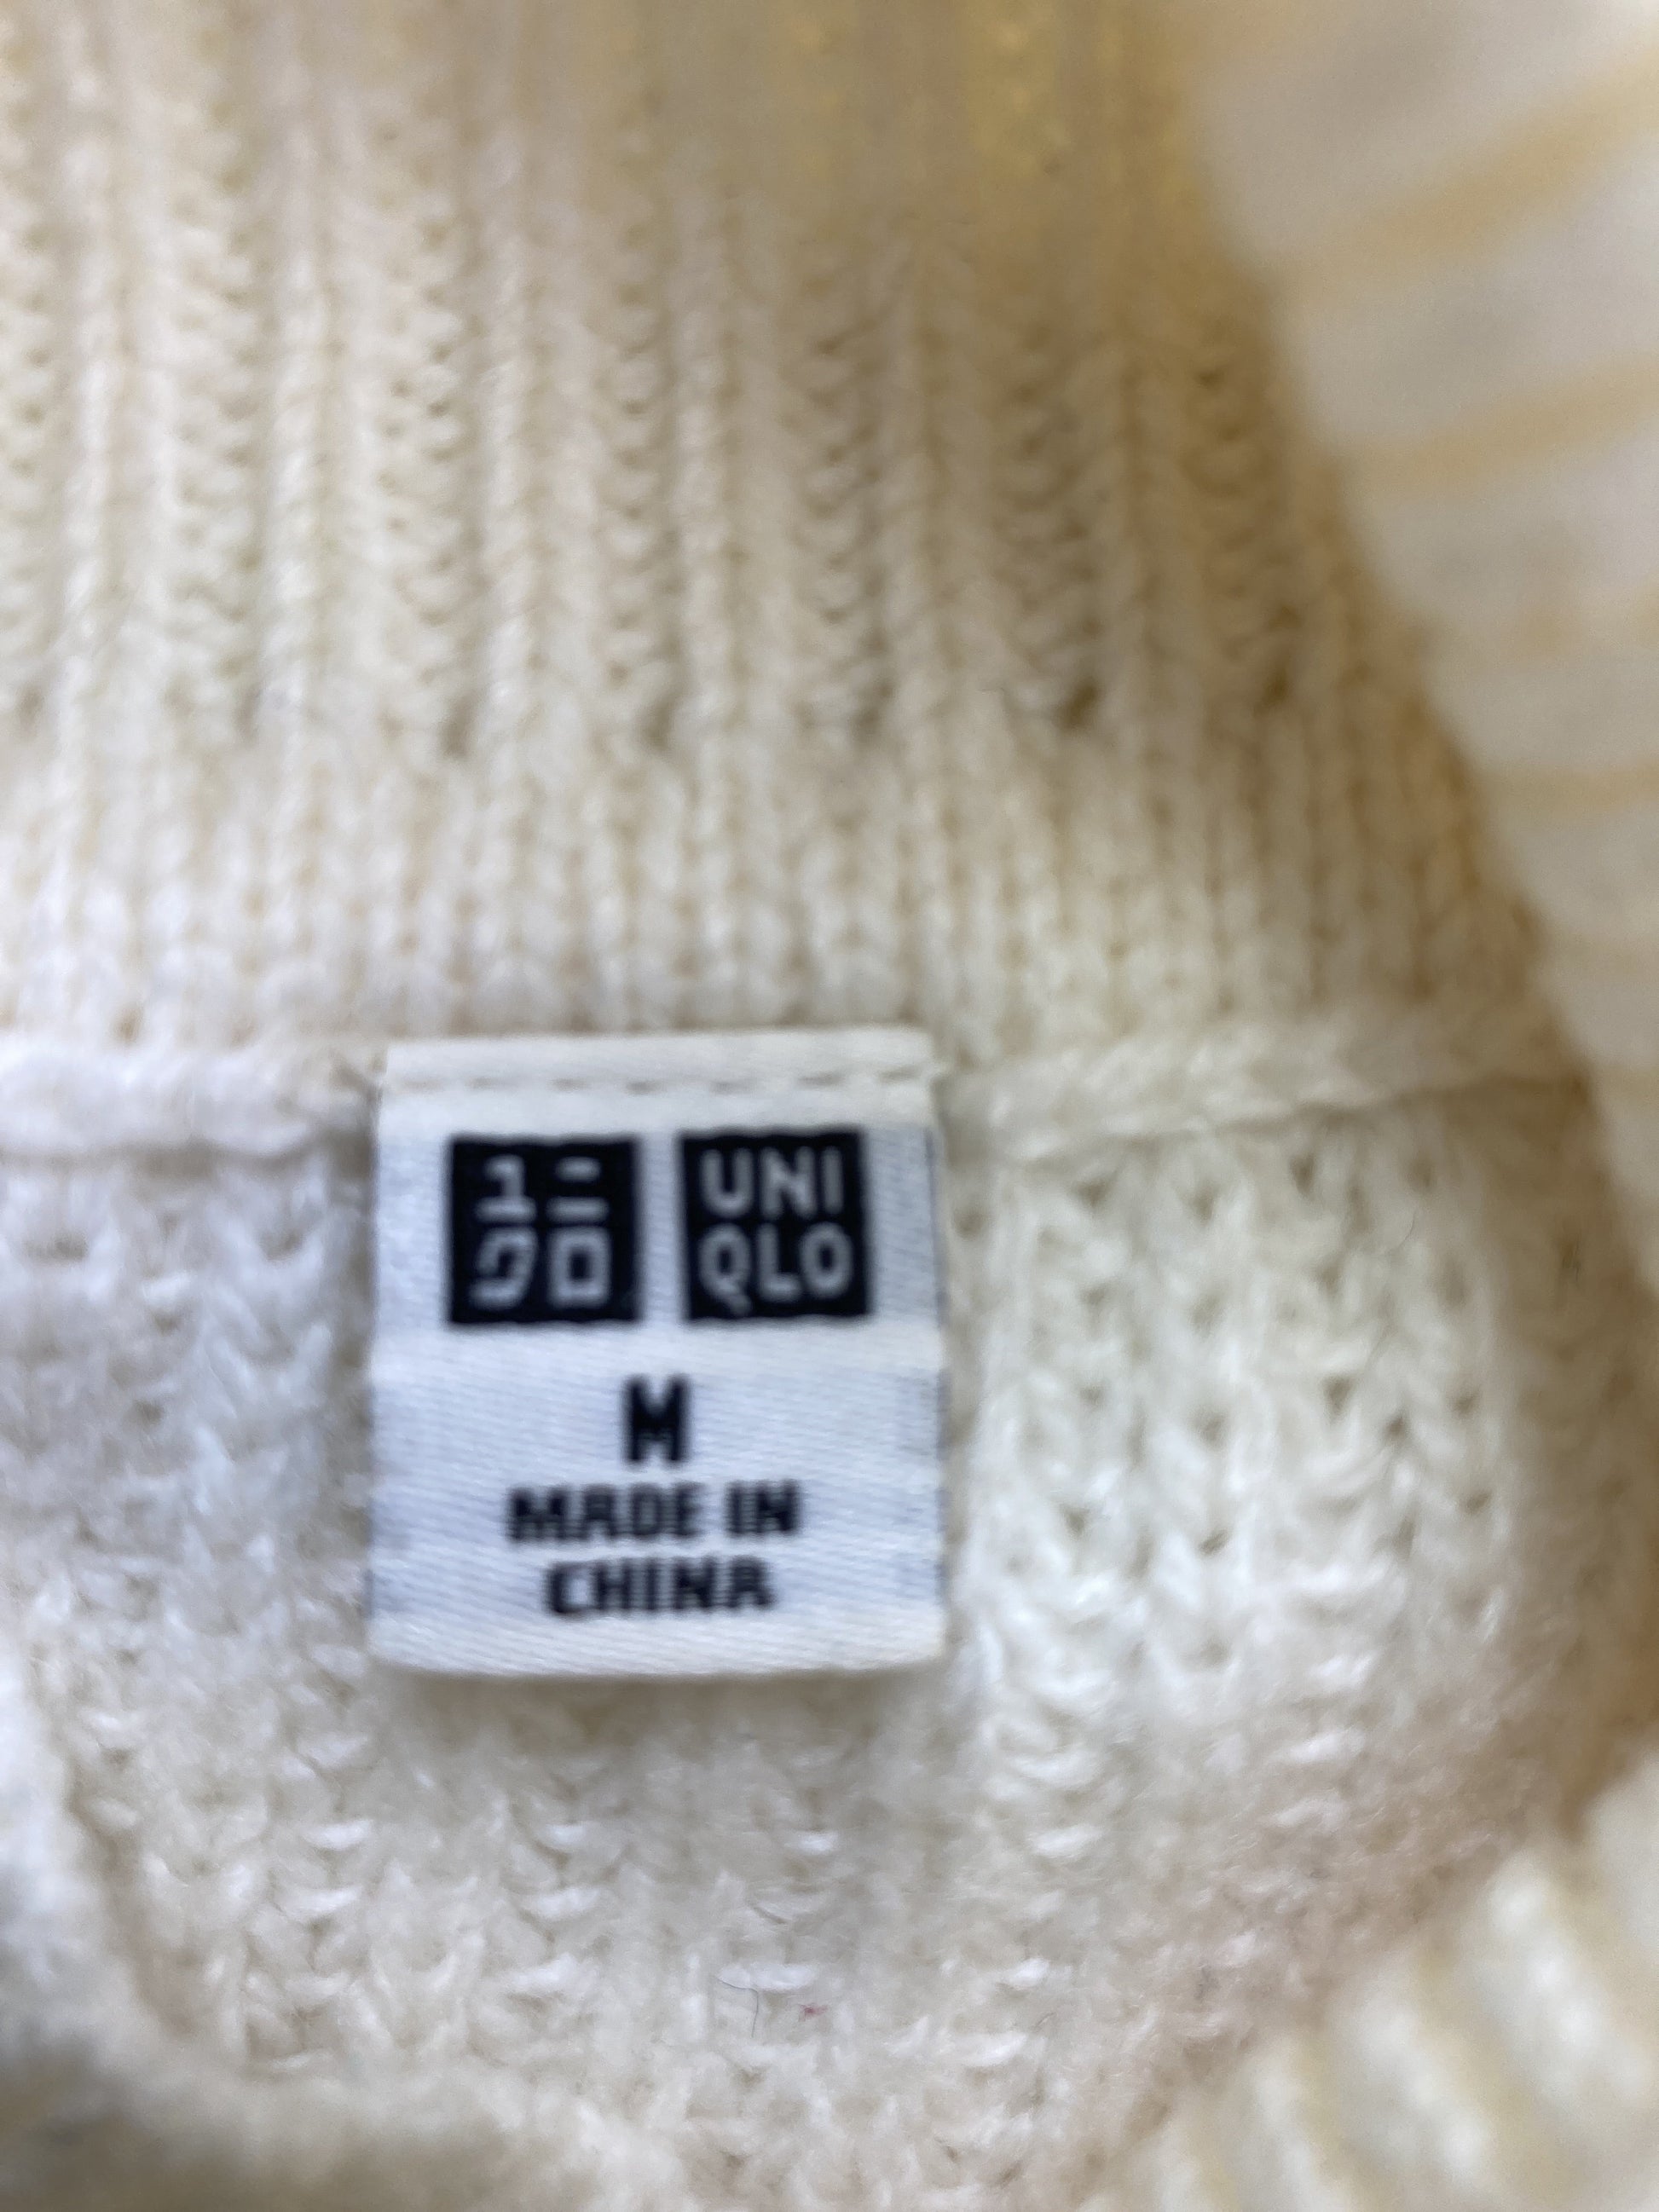 ユニ
クロ
UNI
QLO
M
MADE IN
CHINA